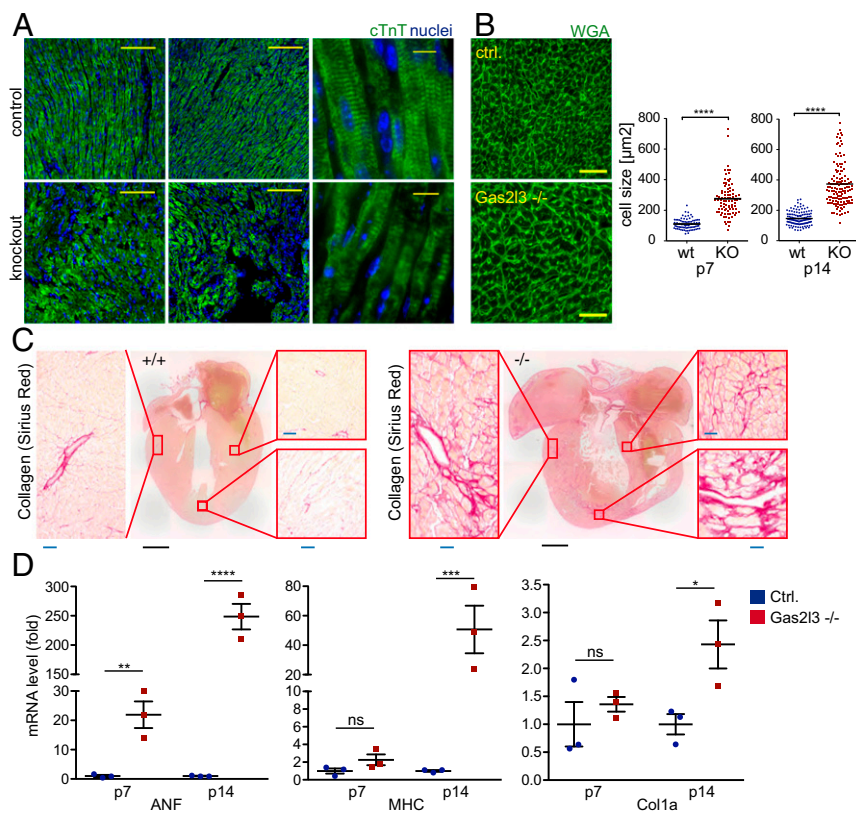 A
cTnT nuclei
control
knockout
B
WGA
ctrl.
Gas2l3 -/-
cell size [µm2]
800
600
400
200
0
****
wt KO
p7
800
600
400
200
0
****
wt KO
p14
C
Collagen (Sirius Red)
+/+
Collagen (Sirius Red)
-/-
D
mRNA level (fold)
300
250
200
150
30
20
10
0
**
****
p7 p14
ANF
80
60
40
20
10
8
6
4
2
0
ns
***
p7 p14
MHC
3.5
3.0
2.5
2.0
1.5
1.0
0.5
0.0
ns
*
p7 p14
Col1a
Ctrl.
Gas2l3 -/-